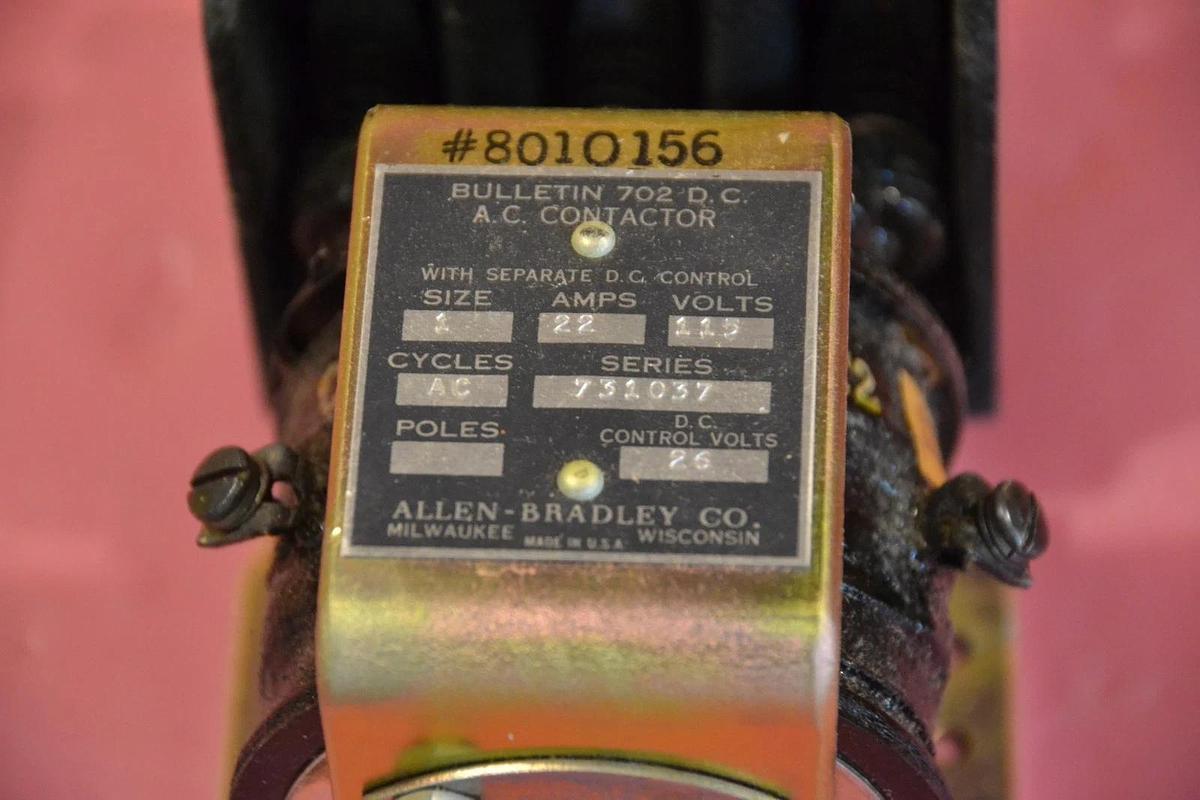 #8010156
BULLETIN 702 D.C.
A.C. CONTACTOR
WITH SEPARATE D.C. CONTROL
SIZE AMPS VOLTS
1 22 115
CYCLES SERIES
AC 731037
POLES D.C.
CONTROL VOLTS
26
ALLEN-BRADLEY CO.
MILWAUKEE MADE IN U.S.A. WISCONSIN